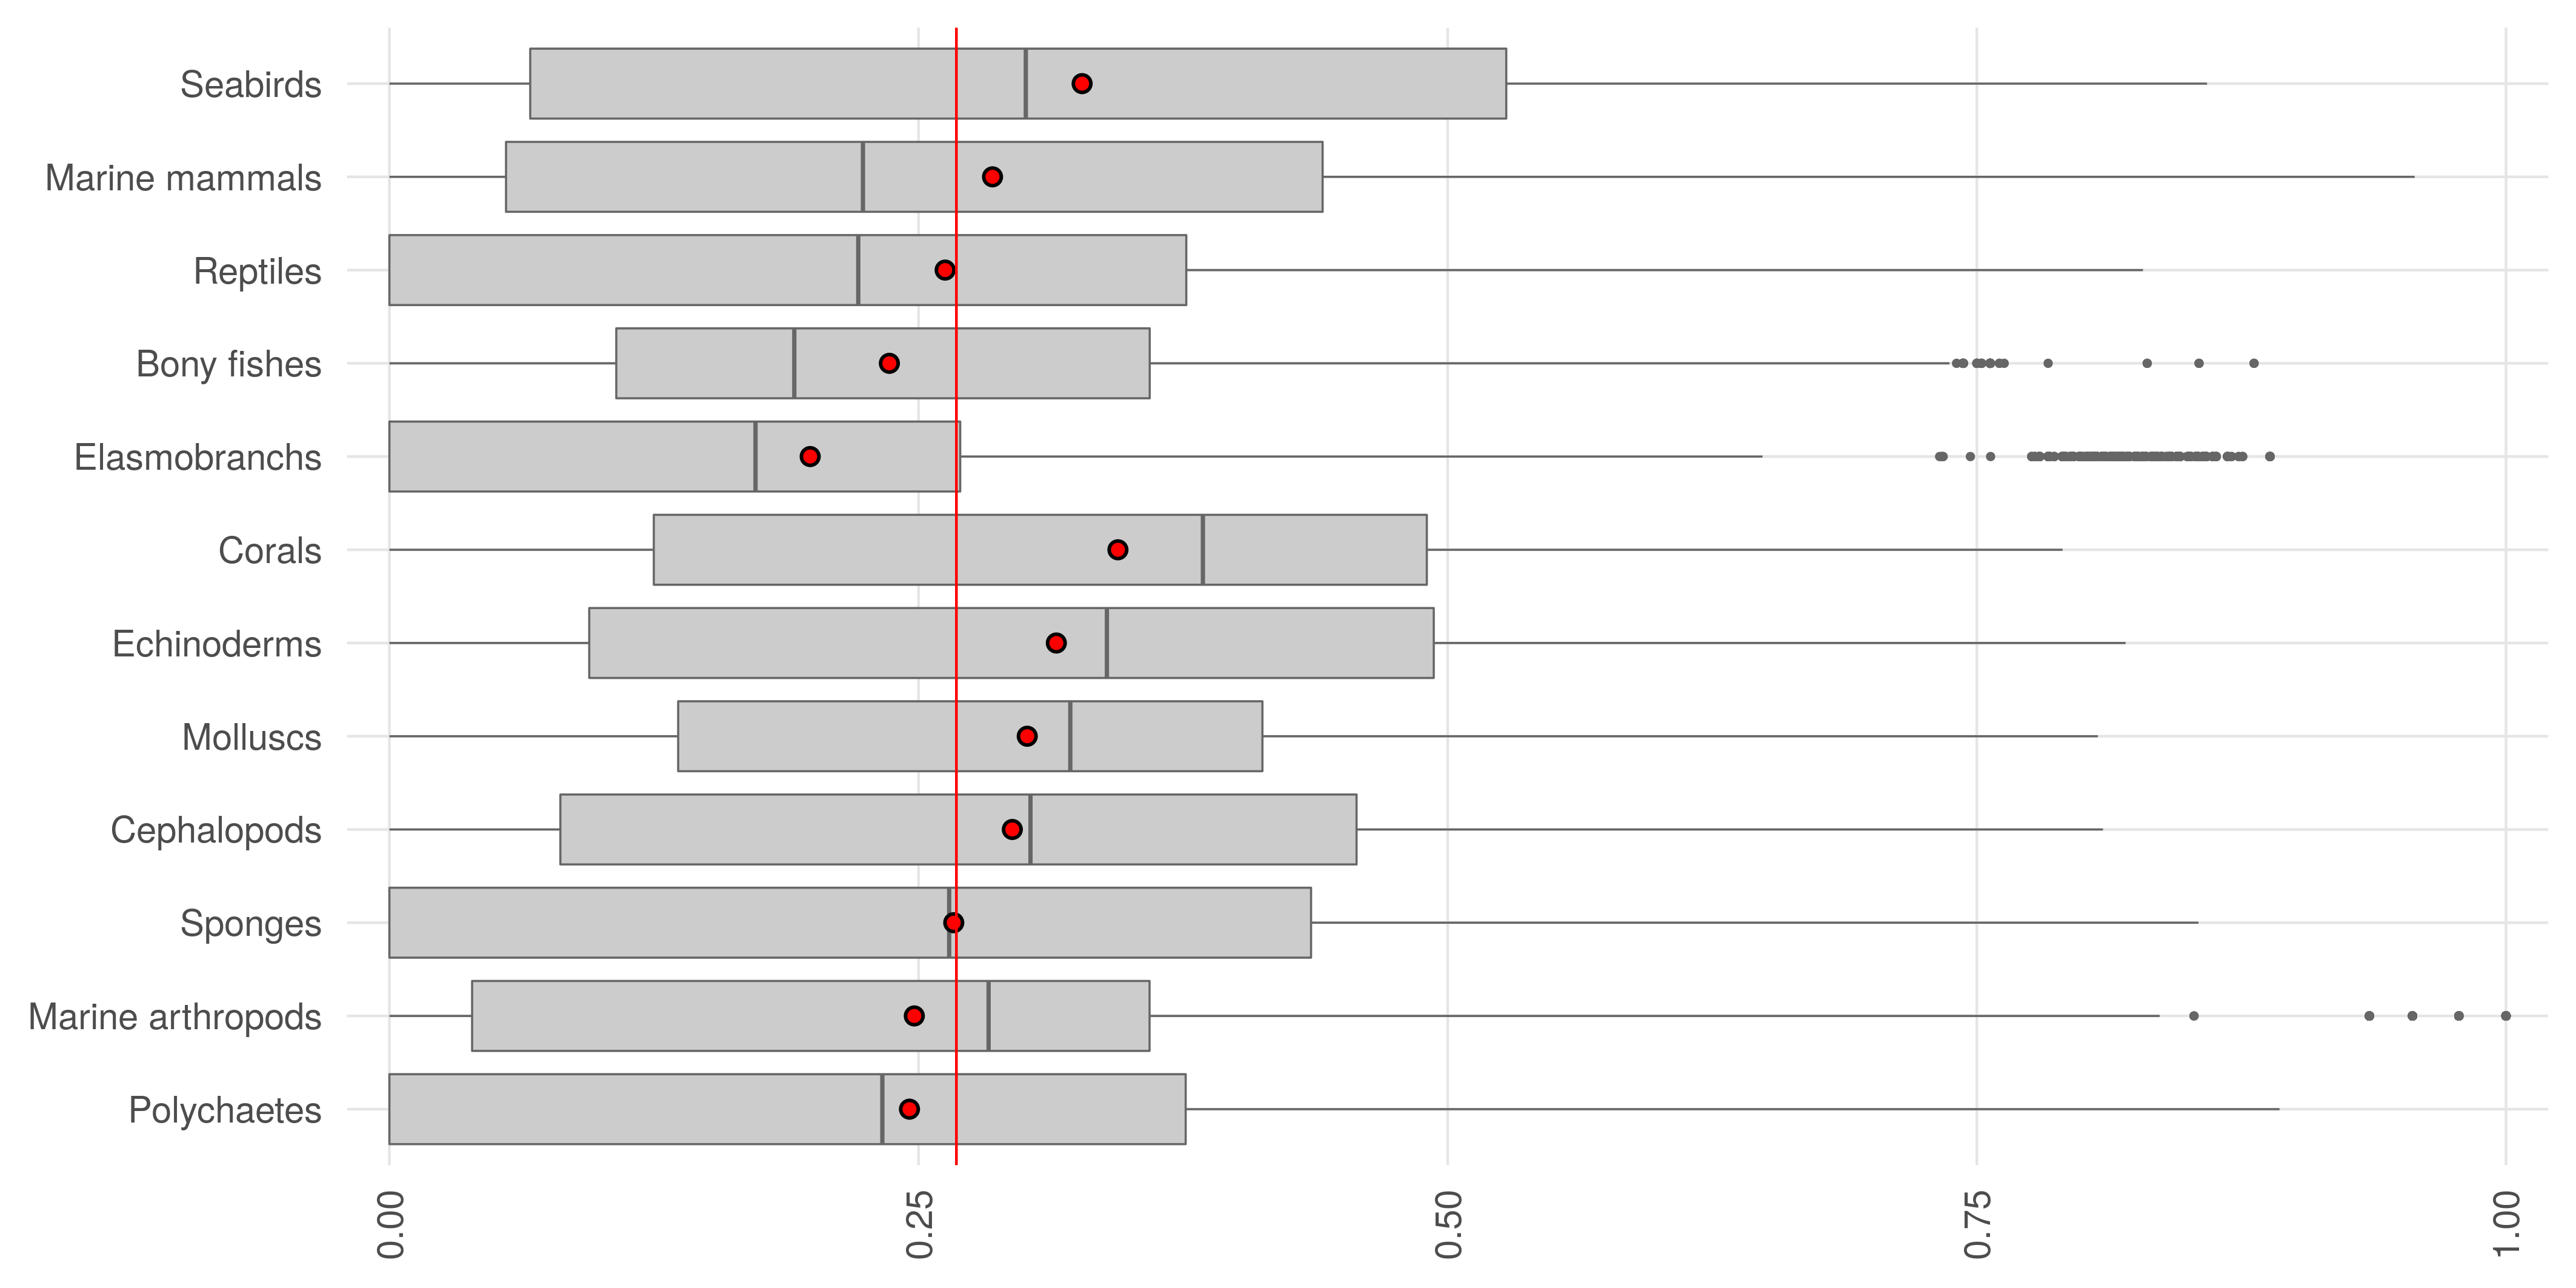 Seabirds
Marine mammals
Reptiles
Bony fishes
Elasmobranchs
Corals
Echinoderms
Molluscs
Cephalopods
Sponges
Marine arthropods
Polychaetes
0.00
0.25
0.50
0.75
1.00